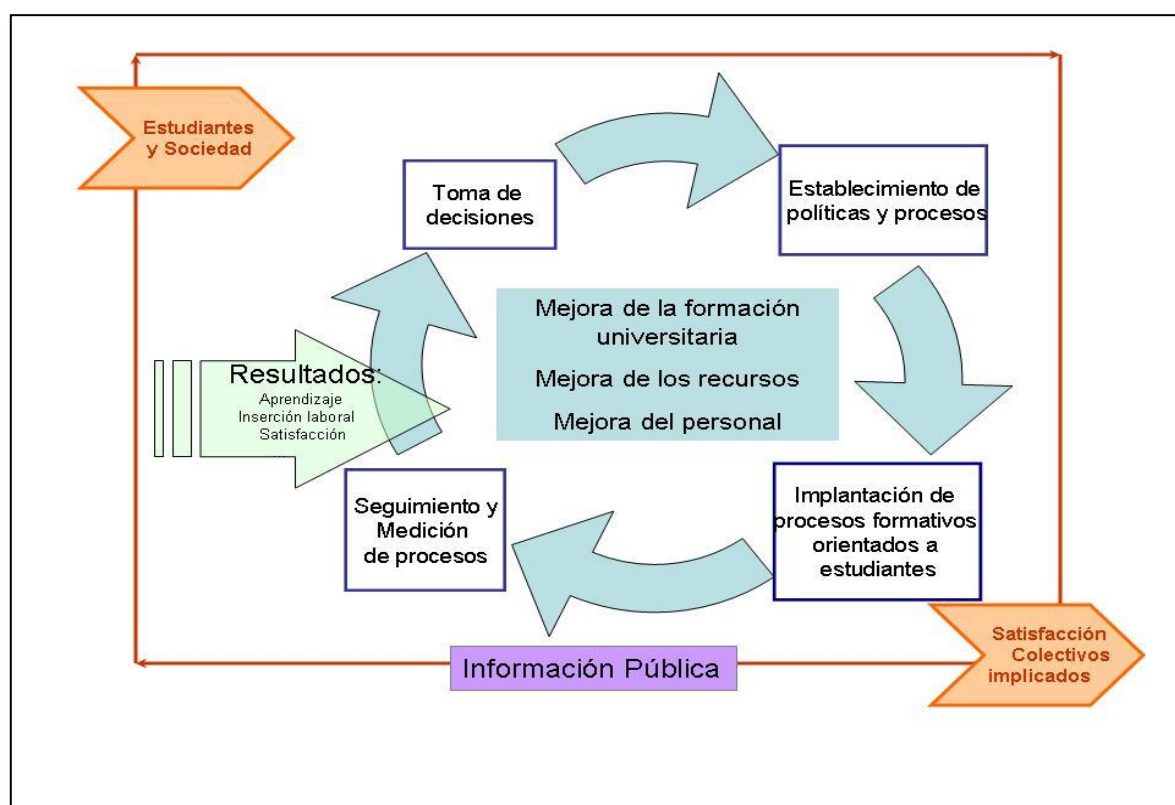 Estudiantes
y Sociedad
Toma de
decisiones
Establecimiento de
políticas y procesos
Mejora de la formación
universitaria
Mejora de los recursos
Mejora del personal
Resultados:
Aprendizaje
Inserción laboral
Satisfacción
Seguimiento y
Medición
de procesos
Implantación de
procesos formativos
orientados a
estudiantes
Satisfacción
Colectivos
implicados
Información Pública